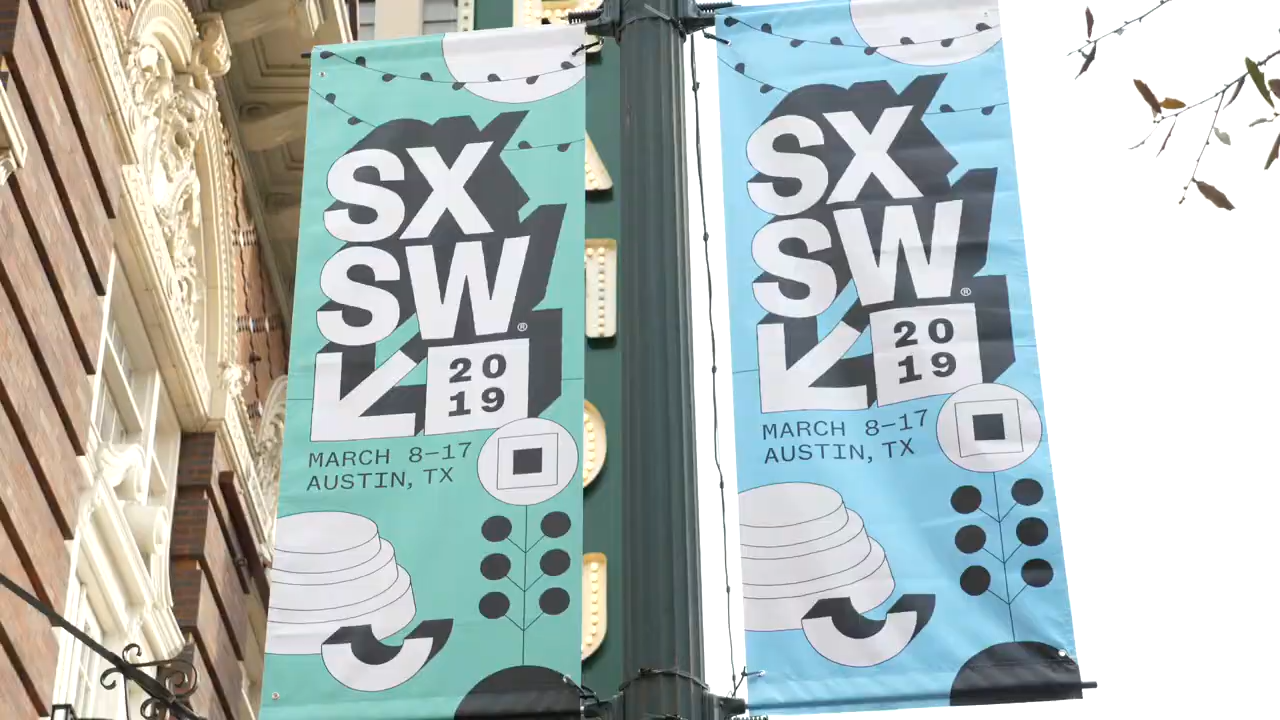 SX
SW®
20
19
MARCH 8-17
AUSTIN, TX
SX
SW®
20
19
MARCH 8-17
AUSTIN, TX